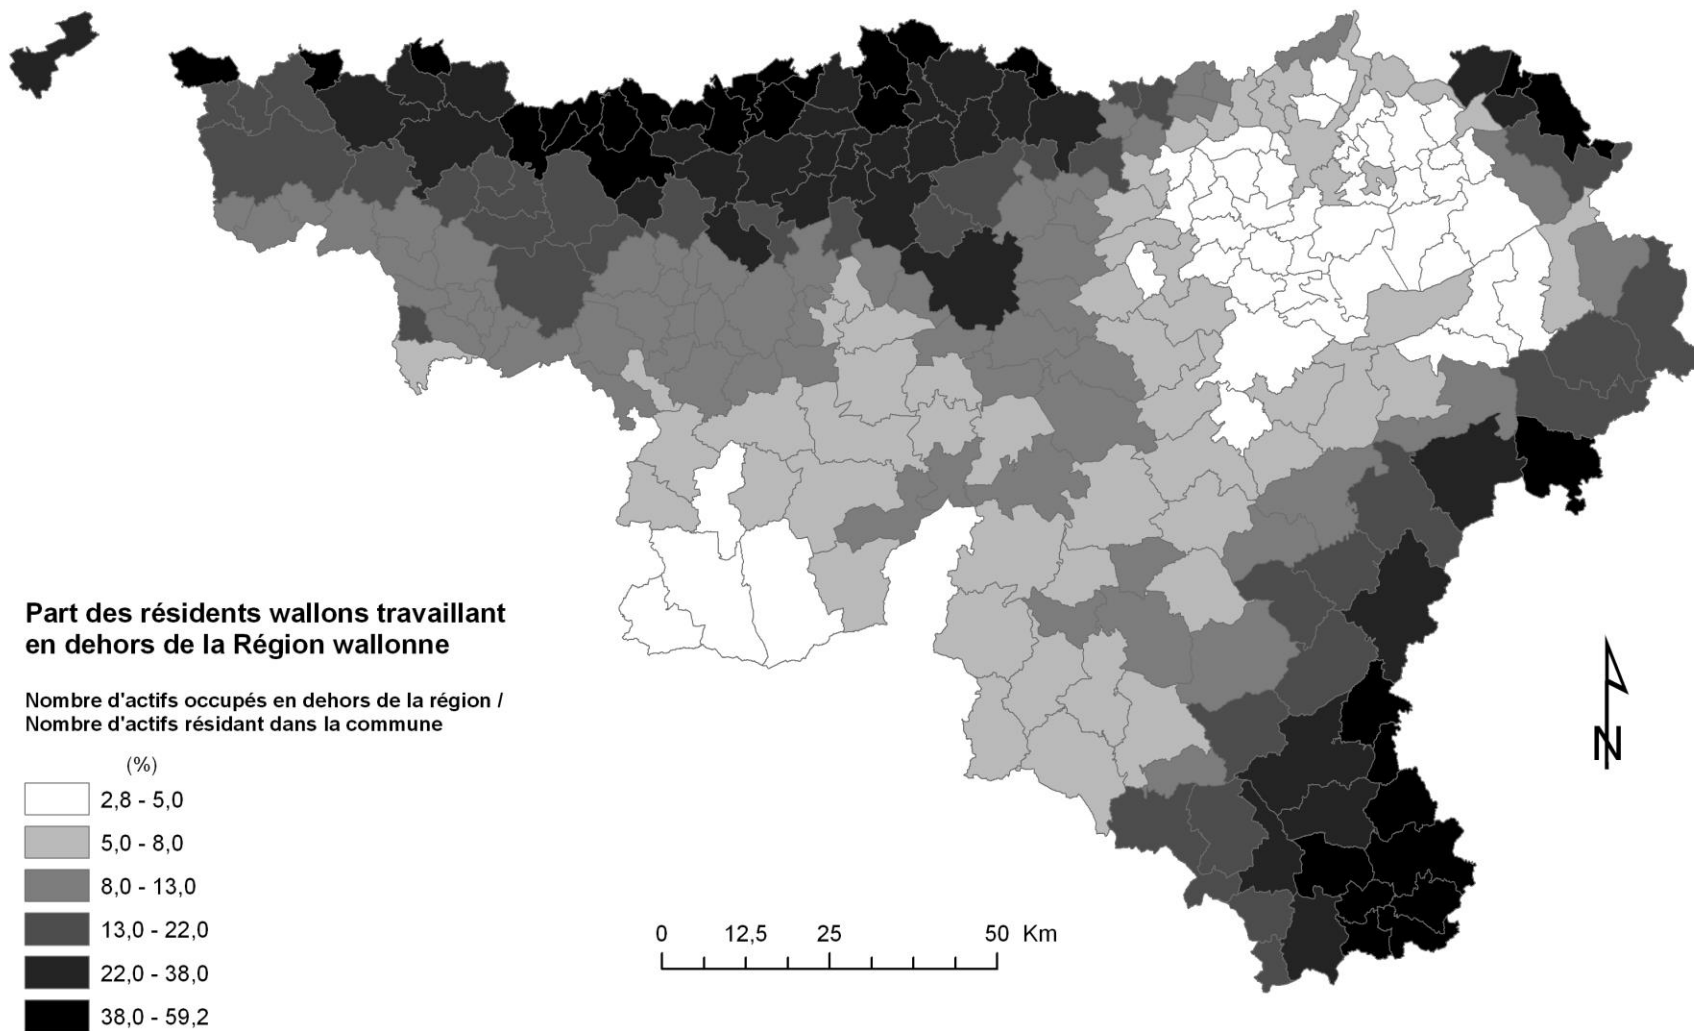 Part des résidents wallons travaillant
en dehors de la Région wallonne
Nombre d'actifs occupés en dehors de la région /
Nombre d'actifs résidant dans la commune
(%)
2,8 - 5,0
5,0 - 8,0
8,0 - 13,0
13,0 - 22,0
22,0 - 38,0
38,0 - 59,2
0 12,5 25 50 Km
N